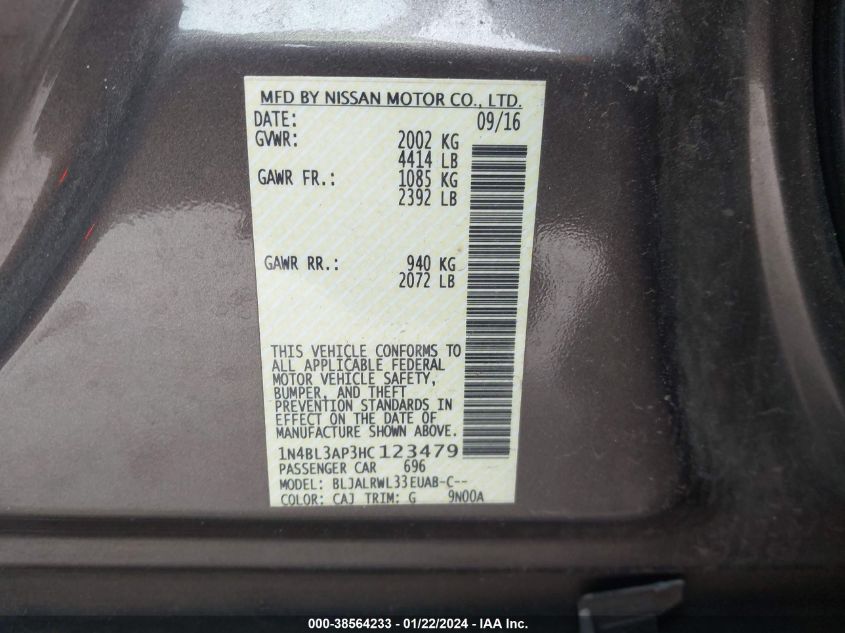 MFD BY NISSAN MOTOR CO., LTD.
DATE: 09/16
GVWR: 2002 KG
4414 LB
GAWR FR.: 1085 KG
2392 LB
GAWR RR.: 940 KG
2072 LB
THIS VEHICLE CONFORMS TO
ALL APPLICABLE FEDERAL
MOTOR VEHICLE SAFETY,
BUMPER, AND THEFT
PREVENTION STANDARDS IN
EFFECT ON THE DATE OF
MANUFACTURE SHOWN ABOVE.
1N4BL3AP3HC123479
PASSENGER CAR 696
MODEL: BLJALRWL33EUAB-C--
COLOR: CAJ TRIM: G 9N00A
000-38564233 - 01/22/2024 - IAA Inc.